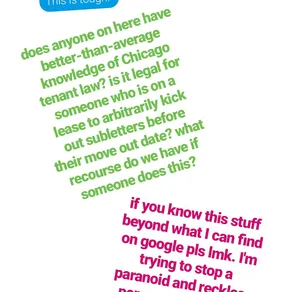 This is tough.
does anyone on here have
better-than-average
knowledge of Chicago
tenant law? is it legal for
someone who is on a
lease to arbitrarily kick
out subletters before
their move out date? what
recourse do we have if
someone does this?
if you know this stuff
beyond what I can find
on google pls lmk. I'm
trying to stop a
paranoid and